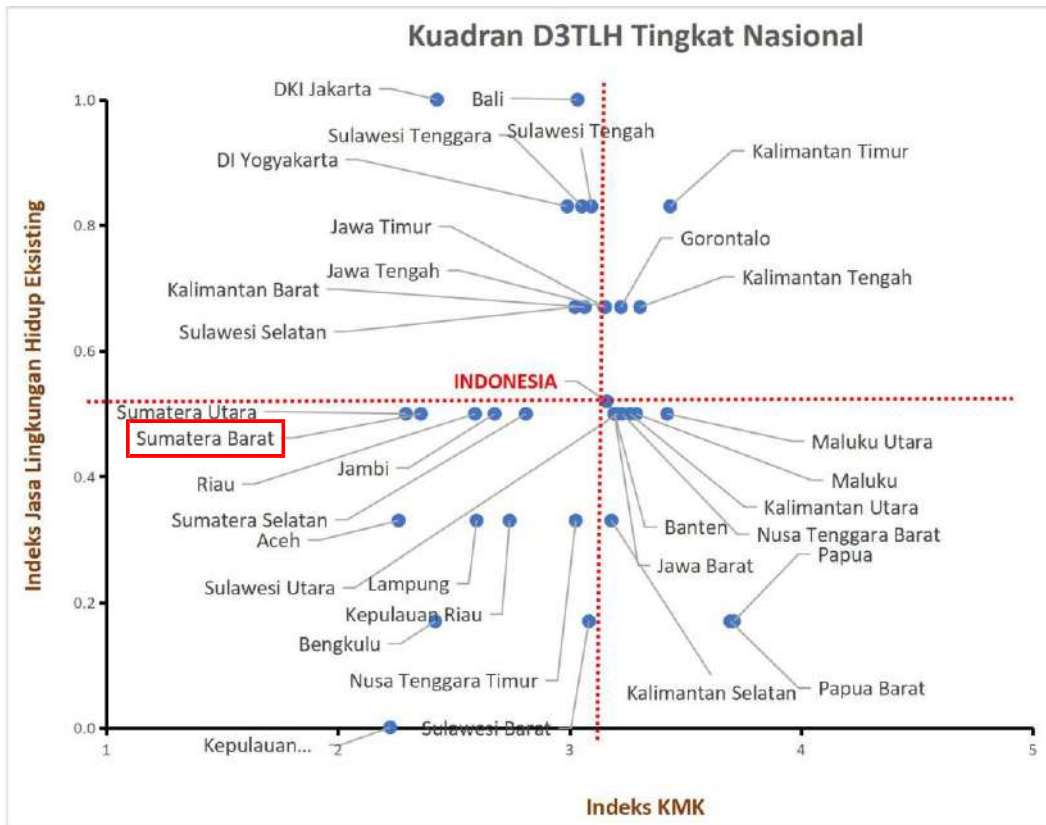 Kuadran D3TLH Tingkat Nasional
DKI Jakarta
Bali
1.0
Sulawesi Tenggara
Sulawesi Tengah
DI Yogyakarta
Kalimantan Timur
0.8
Jawa Timur
Gorontalo
Jawa Tengah
Kalimantan Tengah
Kalimantan Barat
Sulawesi Selatan
0.6
INDONESIA
Sumatera Utara
Sumatera Barat
Maluku Utara
Riau
Jambi
Maluku
0.4
Kalimantan Utara
Sumatera Selatan
Banten
Nusa Tenggara Barat
Aceh
Papua
Jawa Barat
Sulawesi Utara
Lampung
Kepulauan Riau
0.2
Bengkulu
Nusa Tenggara Timur
Kalimantan Selatan
Papua Barat
Sulawesi Barat
0.0
Kepulauan...
1
2
3
4
5
Indeks Jasa Lingkungan Hidup Eksisting
Indeks KMK